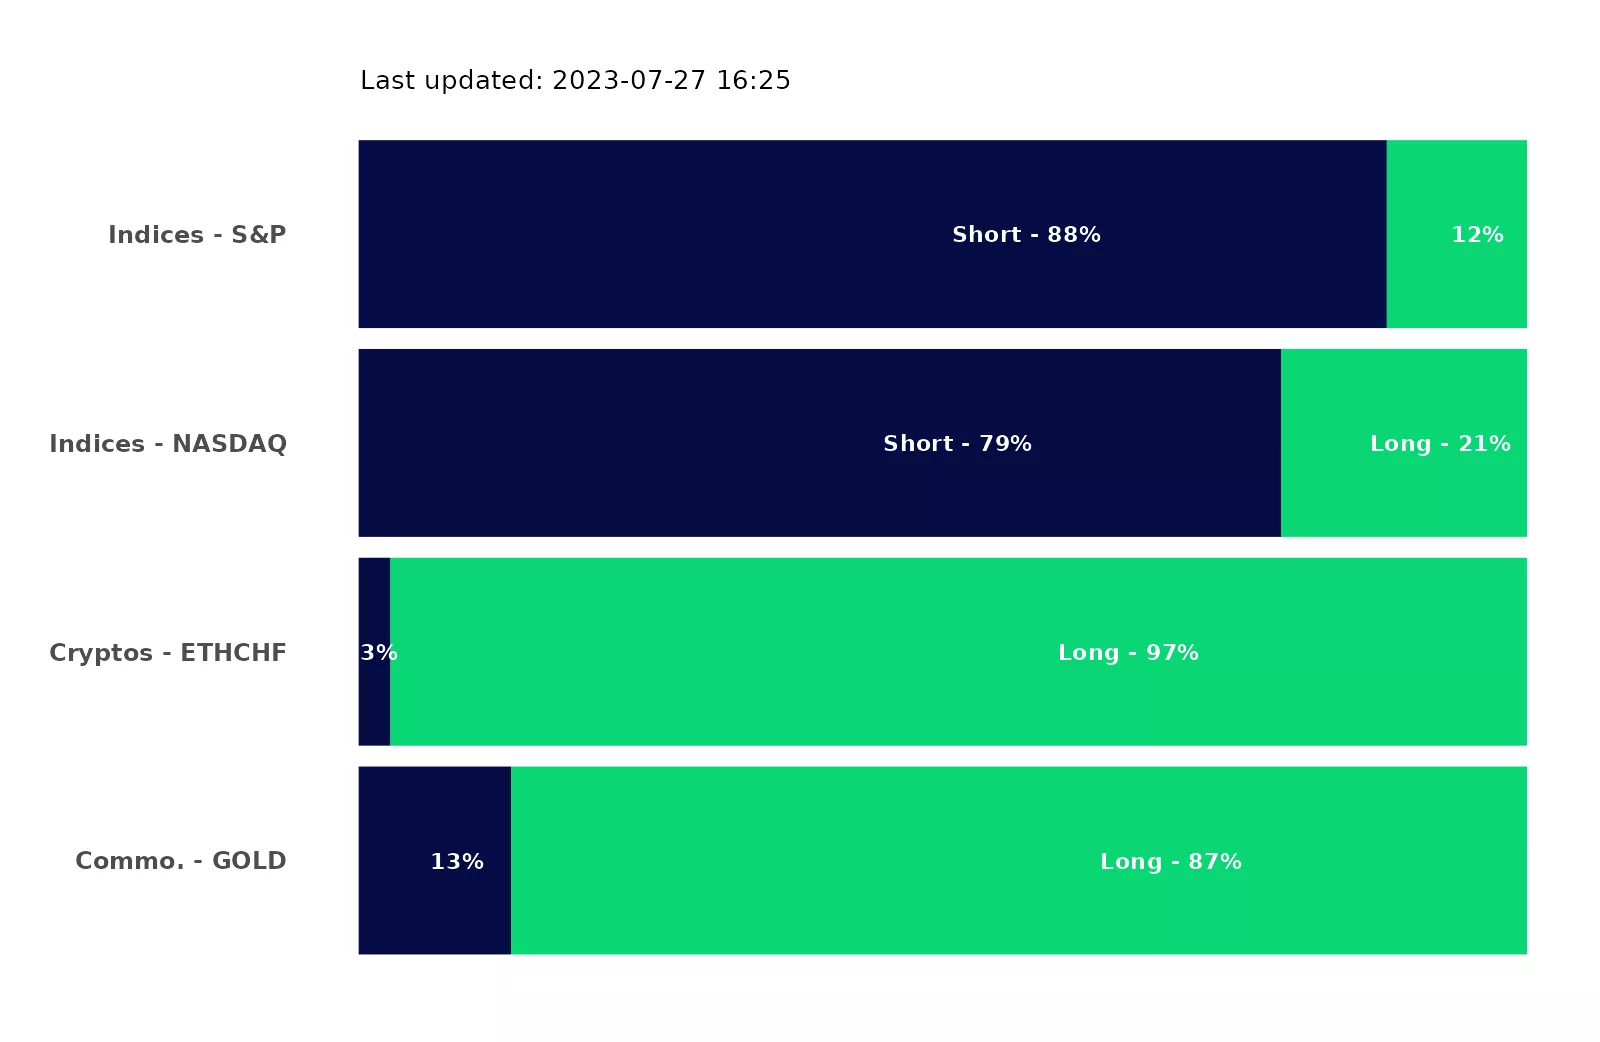 Last updated: 2023-07-27 16:25
Indices - S&P
Short - 88%
12%
Indices - NASDAQ
Short - 79%
Long - 21%
Cryptos - ETHCHF
3%
Long - 97%
Commo. - GOLD
13%
Long - 87%